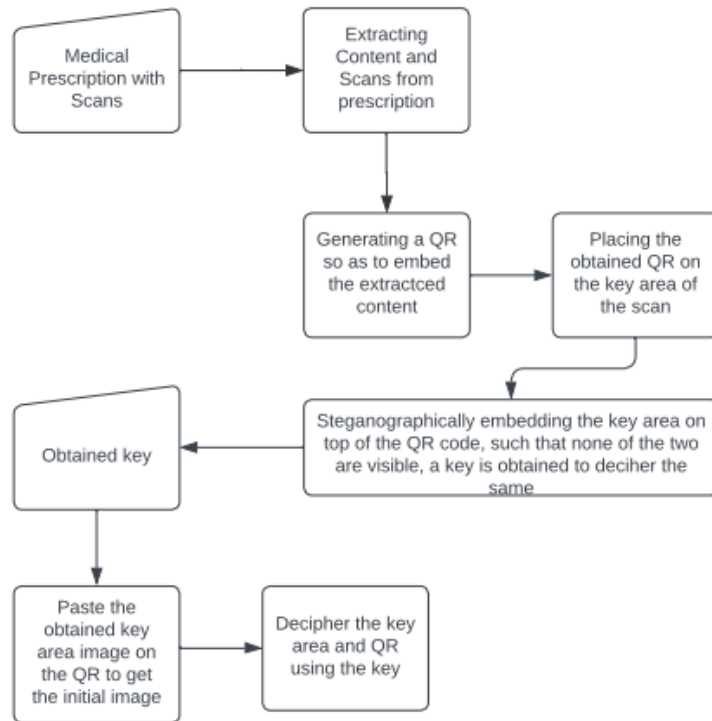 Medical
Prescription with
Scans
Extracting
Content and
Scans from
prescription
Generating a QR
so as to embed
the extractced
content
Placing the
obtained QR on
the key area of
the scan
Steganographically embedding the key area on
top of the QR code, such that none of the two
are visible, a key is obtained to deciher the
same
Obtained key
Paste the
obtained key
area image on
the QR to get
the initial image
Decipher the key
area and QR
using the key